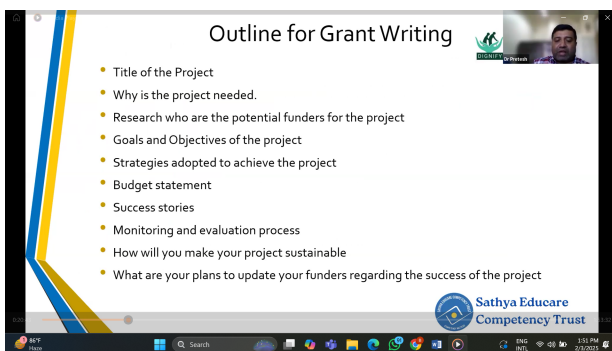 Outline for Grant Writing
DIGNIFY
Dr Pretesh
Title of the Project
Why is the project needed.
Research who are the potential funders for the project
Goals and Objectives of the project
Strategies adopted to achieve the project
Budget statement
Success stories
Monitoring and evaluation process
How will you make your project sustainable
What are your plans to update your funders regarding the success of the project
Sathya Educare
Competency Trust
86°F
Haze
Search
ENG
INTL
1:51 PM
2/3/2025